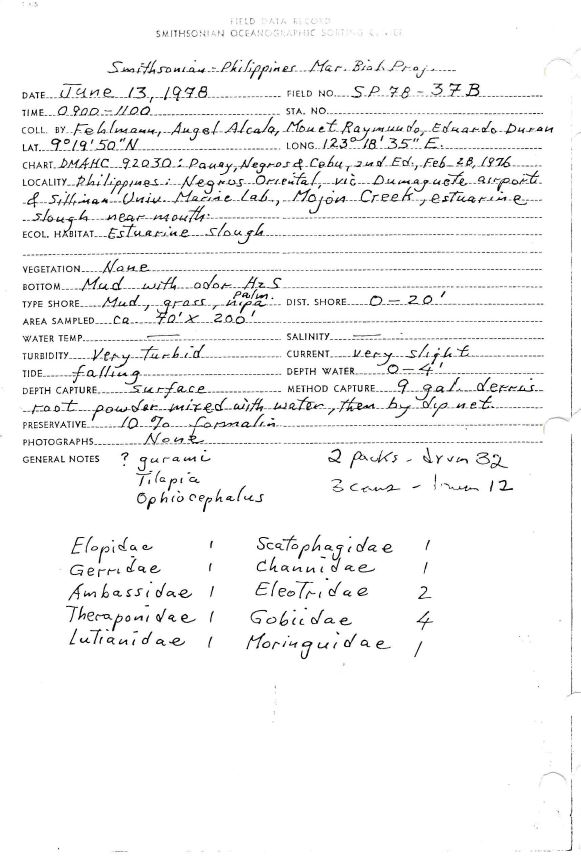 FIELD DATA RECORD
SMITHSONIAN OCEANOGRAPHIC SORTING CENTER
Smithsonian-Philippines Mar. Biol. Proj.
DATE June 13, 1978 FIELD NO. SP 78-37B
TIME 0900-1100 STA. NO.
COLL. BY Fehlmann, Angel Alcala, Monet Raymundo, Eduardo Duran
LAT. 9°19'50"N LONG. 123°18'35" E.
CHART DMAHC 92030: Panay, Negros & Cebu, 2nd Ed., Feb 28, 1976
LOCALITY Philippines: Negros Oriental, vic Dumaguete airport
& Silliman Univ. Marine Lab., Mojon Creek, estuarine
slough near mouth.
ECOL. HABITAT Estuarine slough
VEGETATION None
BOTTOM Mud with odor H2S
TYPE SHORE Mud, grass, nipa palm. DIST. SHORE 0-20'
AREA SAMPLED ca 70' x 200'
WATER TEMP — SALINITY —
TURBIDITY Very turbid CURRENT very slight
TIDE falling DEPTH WATER 0-4'
DEPTH CAPTURE surface METHOD CAPTURE 9 gal. derris
root powder mixed with water, then by dip net.
PRESERVATIVE 10% formalin
PHOTOGRAPHS None
GENERAL NOTES ? gurami 2 packs - drum 32
Tilapia 3 cans - drum 12
Ophiocephalus
Elopidae 1 Scatophagidae 1
Gerridae 1 Channidae 1
Ambassidae 1 Eleotridae 2
Theraponidae 1 Gobiidae 4
Lutianidae 1 Moringuidae 1